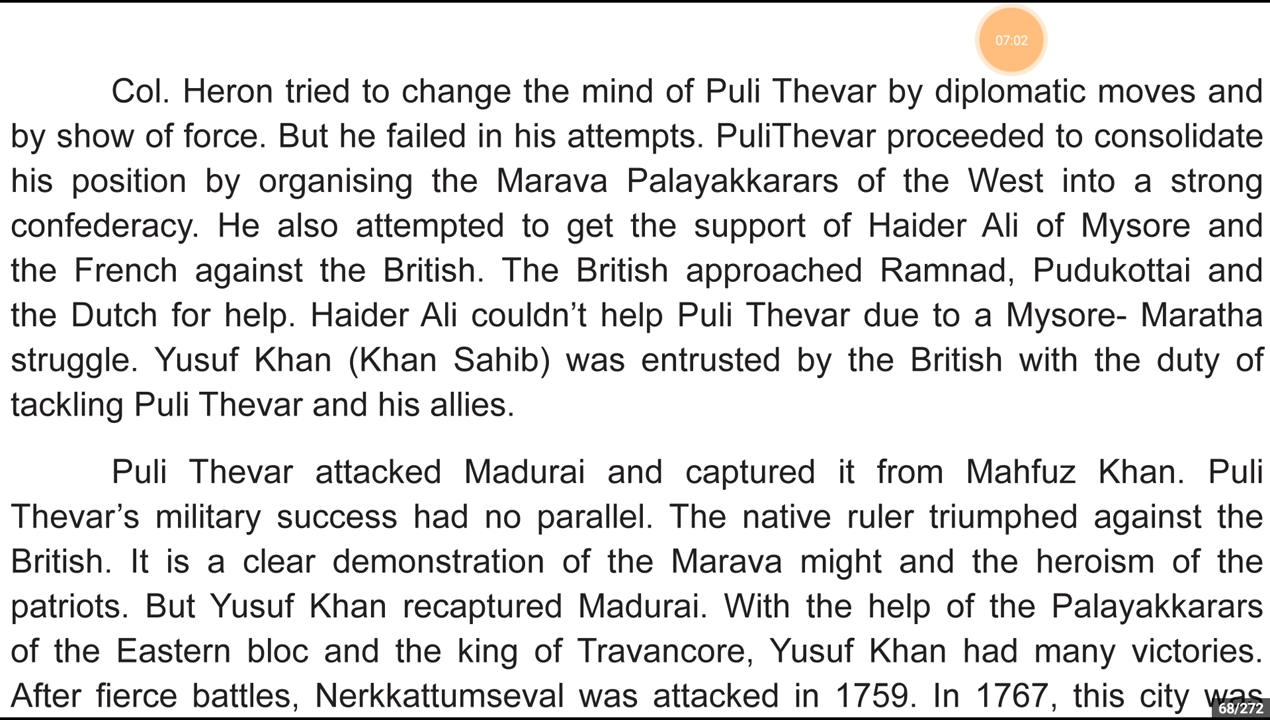 07:02
Col. Heron tried to change the mind of Puli Thevar by diplomatic moves and
by show of force. But he failed in his attempts. PuliThevar proceeded to consolidate
his position by organising the Marava Palayakkarars of the West into a strong
confederacy. He also attempted to get the support of Haider Ali of Mysore and
the French against the British. The British approached Ramnad, Pudukottai and
the Dutch for help. Haider Ali couldn’t help Puli Thevar due to a Mysore- Maratha
struggle. Yusuf Khan (Khan Sahib) was entrusted by the British with the duty of
tackling Puli Thevar and his allies.
Puli Thevar attacked Madurai and captured it from Mahfuz Khan. Puli
Thevar’s military success had no parallel. The native ruler triumphed against the
British. It is a clear demonstration of the Marava might and the heroism of the
patriots. But Yusuf Khan recaptured Madurai. With the help of the Palayakkarars
of the Eastern bloc and the king of Travancore, Yusuf Khan had many victories.
After fierce battles, Nerkkattumseval was attacked in 1759. In 1767, this city was
68/272